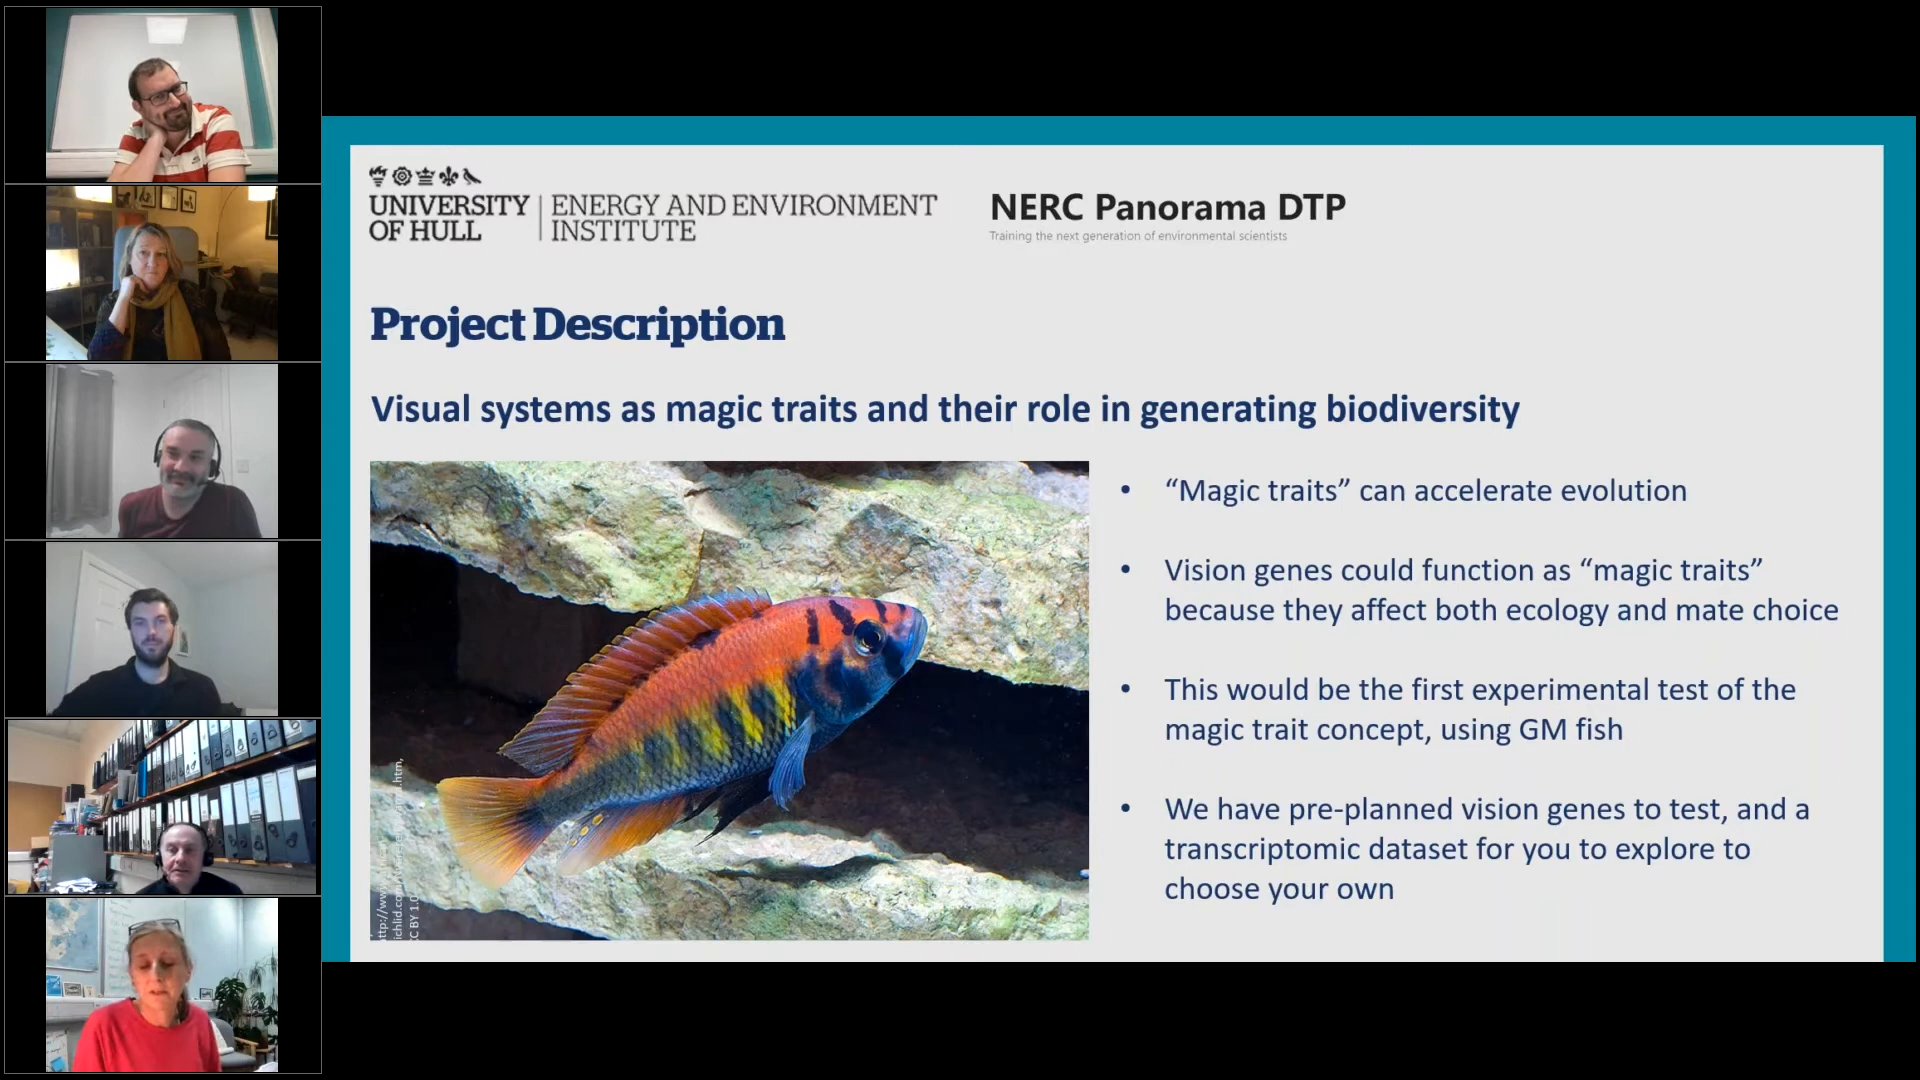 UNIVERSITY
OF HULL
ENERGY AND ENVIRONMENT
INSTITUTE
NERC Panorama DTP
Training the next generation of environmental scientists
Project Description
Visual systems as magic traits and their role in generating biodiversity
• “Magic traits” can accelerate evolution
• Vision genes could function as “magic traits”
because they affect both ecology and mate choice
• This would be the first experimental test of the
magic trait concept, using GM fish
• We have pre-planned vision genes to test, and a
transcriptomic dataset for you to explore to
choose your own